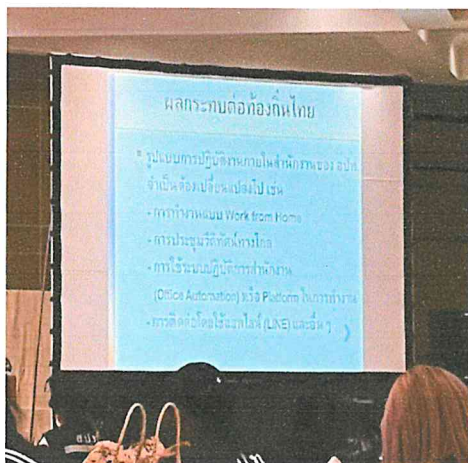 ผลกระทบต่อท้องถิ่นไทย
* รูปแบบการปฏิบัติงานภายในสำนักงานของ อปท
จำเป็นต้องเปลี่ยนแปลงไป เช่น
- การทำงานแบบ Work from Home
- การประชุมวิดีทัศน์ทางไกล
- การใช้ระบบปฏิบัติการสำนักงาน
(Office Automation) หรือ Platform ในการทำงาน
- การติดต่อโดยใช้แอพไลน์ (LINE) และอื่น ๆ